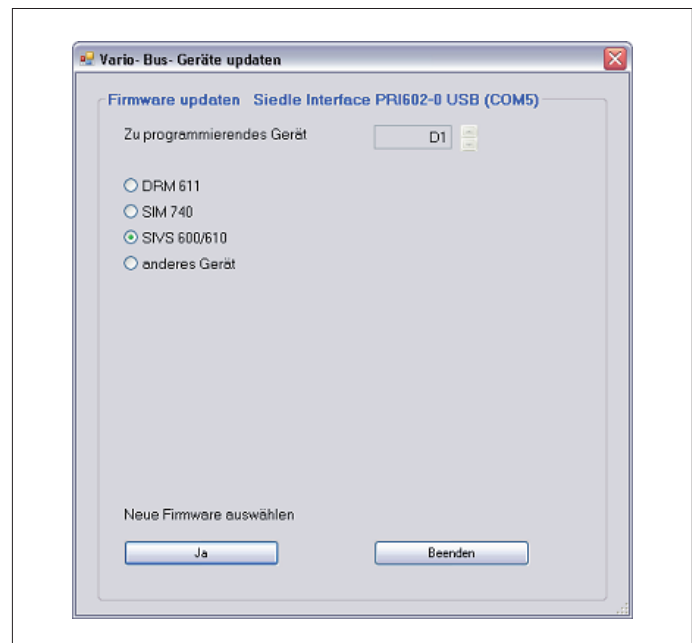 Vario- Bus- Geräte updaten
Firmware updaten Siedle Interface PRI602-0 USB (COM5)
Zu programmierendes Gerät D1
DRM 611
SIM 740
SIVS 600/610
anderes Gerät
Neue Firmware auswählen
Ja Beenden